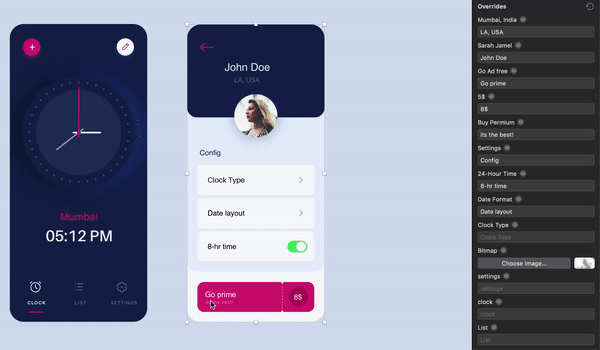 Mumbai
05:12 PM
CLOCK
LIST
SETTINGS
John Doe
LA, USA
Config
Clock Type
Date layout
8-hr time
Go prime
8$
Overrides
Mumbai, India
LA, USA
Sarah Jamel
John Doe
Go Ad free
Go prime
5$
8$
Buy Permium
its the best!
Settings
Config
24-Hour Time
8-hr time
Date Format
Date layout
Clock Type
Clock Type
Bitmap
Choose Image...
settings
settings
clock
clock
List
List